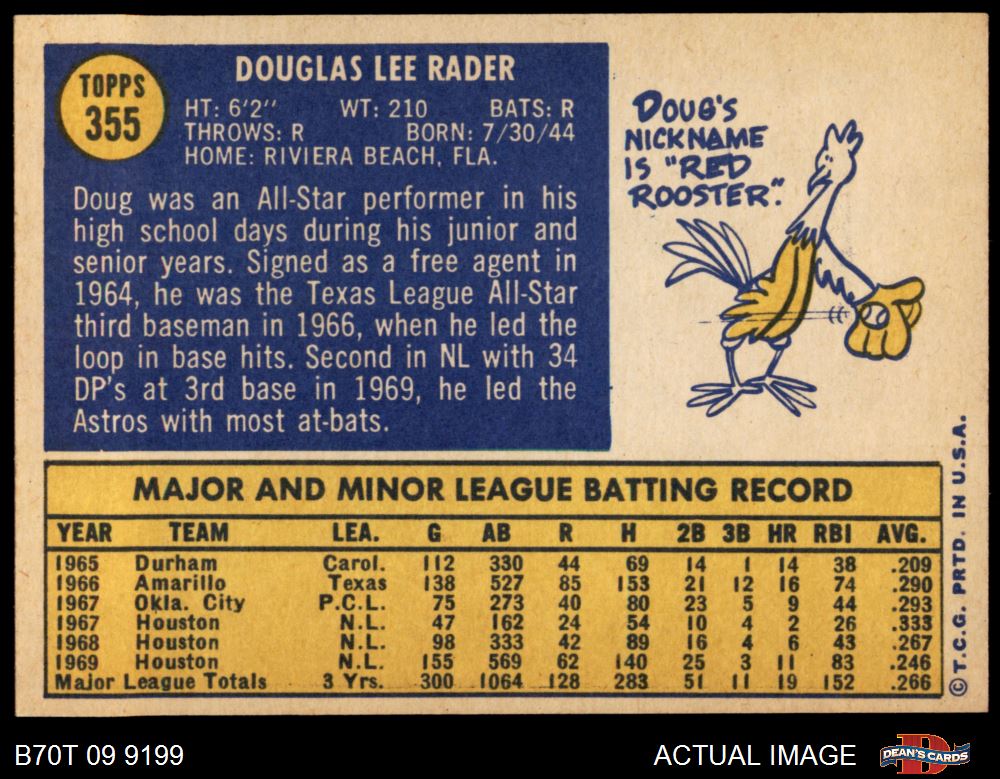 TOPPS
355
DOUGLAS LEE RADER
HT: 6'2" WT: 210 BATS: R
THROWS: R BORN: 7/30/44
HOME: RIVIERA BEACH, FLA.
Doug was an All-Star performer in his
high school days during his junior and
senior years. Signed as a free agent in
1964, he was the Texas League All-Star
third baseman in 1966, when he led the
loop in base hits. Second in NL with 34
DP's at 3rd base in 1969, he led the
Astros with most at-bats.
DOUG'S
NICKNAME
IS "RED
ROOSTER."
MAJOR AND MINOR LEAGUE BATTING RECORD
YEAR TEAM LEA. G AB R H 2B 3B HR RBI AVG.
1965 Durham Carol. 112 330 44 69 14 1 14 38 .209
1966 Amarillo Texas 138 527 85 153 21 12 16 74 .290
1967 Okla. City P.C.L. 75 273 40 80 23 5 9 44 .293
1967 Houston N.L. 47 162 24 54 10 4 2 26 .333
1968 Houston N.L. 98 333 42 89 16 4 6 43 .267
1969 Houston N.L. 155 569 62 140 25 3 11 83 .246
Major League Totals 3 Yrs. 300 1064 128 283 51 11 19 152 .266
© T.C.G. PRTD. IN U.S.A.
B70T 09 9199
ACTUAL IMAGE
D
DEAN'S CARDS